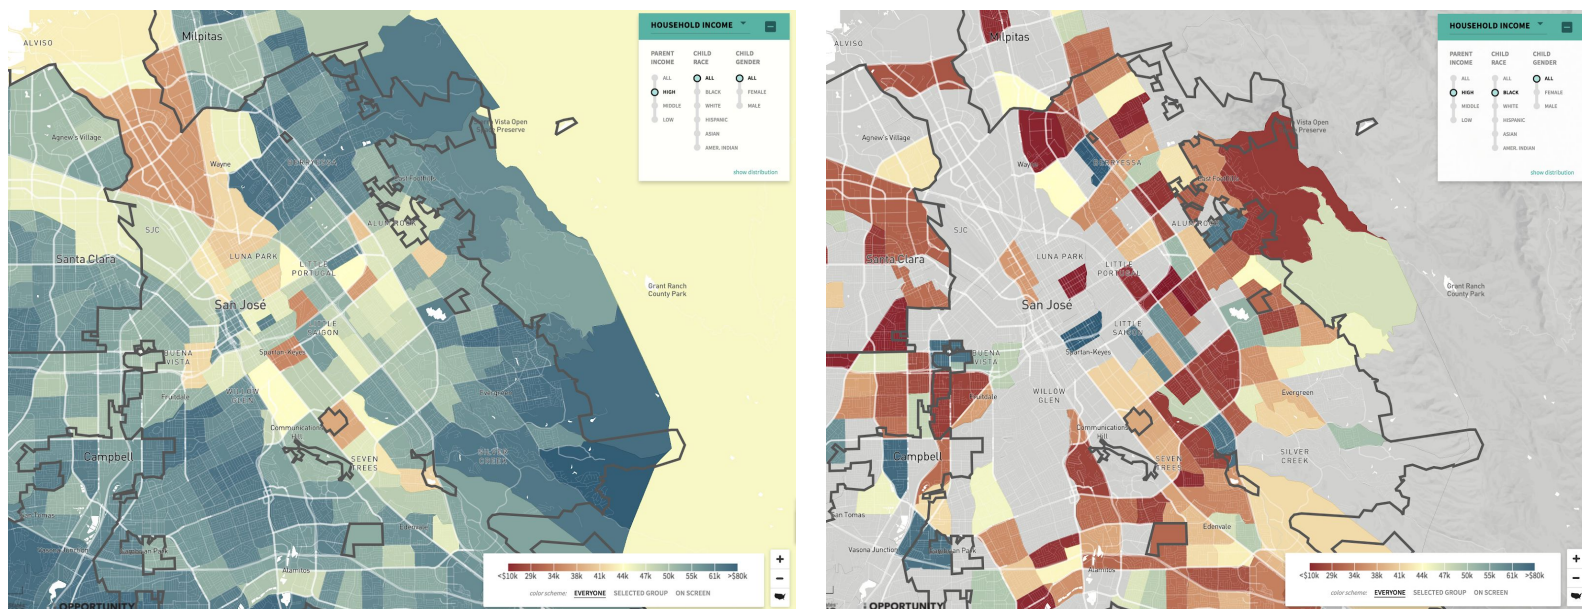 HOUSEHOLD INCOME
PARENT INCOME
ALL
HIGH
MIDDLE
LOW
CHILD RACE
ALL
BLACK
WHITE
HISPANIC
ASIAN
AMER. INDIAN
CHILD GENDER
ALL
FEMALE
MALE
show distribution
ALVISO
Milpitas
Agnew's Village
Wayne
BERRYESSA
Vista Open
Preserve
East Foothills
ALUM ROCK
SJC
LUNA PARK
Santa Clara
LITTLE
PORTUGAL
Grant Ranch
County Park
San José
LITTLE
SAIGON
Spartan-Keyes
BUENA
VISTA
Fruitdale
WILLOW
GLEN
Evergreen
Communications
Hill
Campbell
SEVEN
TREES
SILVER
CREEK
San Tomas
Edenvale
Vasona Junction
Cambrian Park
Alamitos
OPPORTUNITY
<$10k 29k 34k 38k 41k 44k 47k 50k 55k 61k >$80k
color scheme: EVERYONE SELECTED GROUP ON SCREEN
+
−
HOUSEHOLD INCOME
PARENT INCOME
ALL
HIGH
MIDDLE
LOW
CHILD RACE
ALL
BLACK
WHITE
HISPANIC
ASIAN
AMER. INDIAN
CHILD GENDER
ALL
FEMALE
MALE
show distribution
ALVISO
Milpitas
Agnew's Village
Wayne
BERRYESSA
Vista Open
Preserve
East Foothills
ALUM ROCK
SJC
LUNA PARK
Santa Clara
LITTLE
PORTUGAL
Grant Ranch
County Park
San José
LITTLE
SAIGON
Spartan-Keyes
BUENA
VISTA
Fruitdale
WILLOW
GLEN
Evergreen
Communications
Hill
Campbell
SEVEN
TREES
SILVER
CREEK
San Tomas
Edenvale
Vasona Junction
Cambrian Park
Alamitos
OPPORTUNITY
<$10k 29k 34k 38k 41k 44k 47k 50k 55k 61k >$80k
color scheme: EVERYONE SELECTED GROUP ON SCREEN
+
−